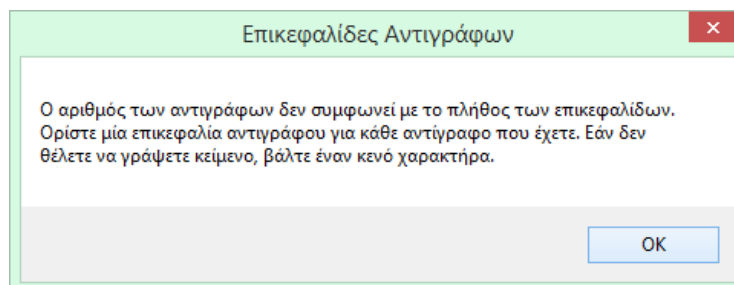 Επικεφαλίδες Αντιγράφων
Ο αριθμός των αντιγράφων δεν συμφωνεί με το πλήθος των επικεφαλίδων.
Ορίστε μία επικεφαλία αντιγράφου για κάθε αντίγραφο που έχετε. Εάν δεν
θέλετε να γράψετε κείμενο, βάλτε έναν κενό χαρακτήρα.
OK